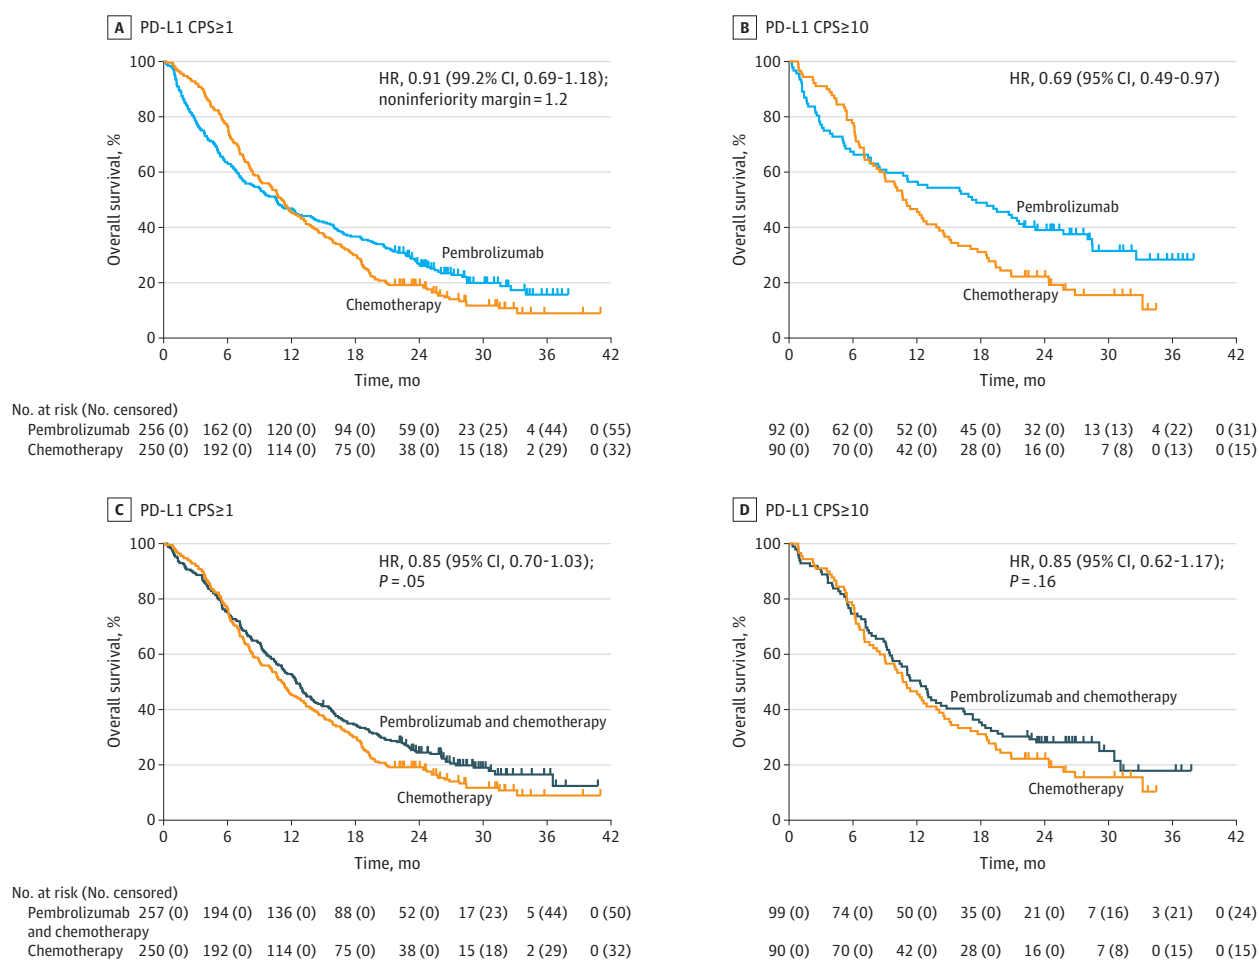 A PD-L1 CPS≥1
100
80
60
40
20
0
Overall survival, %
HR, 0.91 (99.2% CI, 0.69-1.18);
noninferiority margin = 1.2
Pembrolizumab
Chemotherapy
0 6 12 18 24 30 36 42
Time, mo
No. at risk (No. censored)
Pembrolizumab 256 (0) 162 (0) 120 (0) 94 (0) 59 (0) 23 (25) 4 (44) 0 (55)
Chemotherapy 250 (0) 192 (0) 114 (0) 75 (0) 38 (0) 15 (18) 2 (29) 0 (32)
B PD-L1 CPS≥10
100
80
60
40
20
0
Overall survival, %
HR, 0.69 (95% CI, 0.49-0.97)
Pembrolizumab
Chemotherapy
0 6 12 18 24 30 36 42
Time, mo
92 (0) 62 (0) 52 (0) 45 (0) 32 (0) 13 (13) 4 (22) 0 (31)
90 (0) 70 (0) 42 (0) 28 (0) 16 (0) 7 (8) 0 (13) 0 (15)
C PD-L1 CPS≥1
100
80
60
40
20
0
Overall survival, %
HR, 0.85 (95% CI, 0.70-1.03);
P = .05
Pembrolizumab and chemotherapy
Chemotherapy
0 6 12 18 24 30 36 42
Time, mo
No. at risk (No. censored)
Pembrolizumab 257 (0) 194 (0) 136 (0) 88 (0) 52 (0) 17 (23) 5 (44) 0 (50)
and chemotherapy
Chemotherapy 250 (0) 192 (0) 114 (0) 75 (0) 38 (0) 15 (18) 2 (29) 0 (32)
D PD-L1 CPS≥10
100
80
60
40
20
0
Overall survival, %
HR, 0.85 (95% CI, 0.62-1.17);
P = .16
Pembrolizumab and chemotherapy
Chemotherapy
0 6 12 18 24 30 36 42
Time, mo
99 (0) 74 (0) 50 (0) 35 (0) 21 (0) 7 (16) 3 (21) 0 (24)
90 (0) 70 (0) 42 (0) 28 (0) 16 (0) 7 (8) 0 (15) 0 (15)